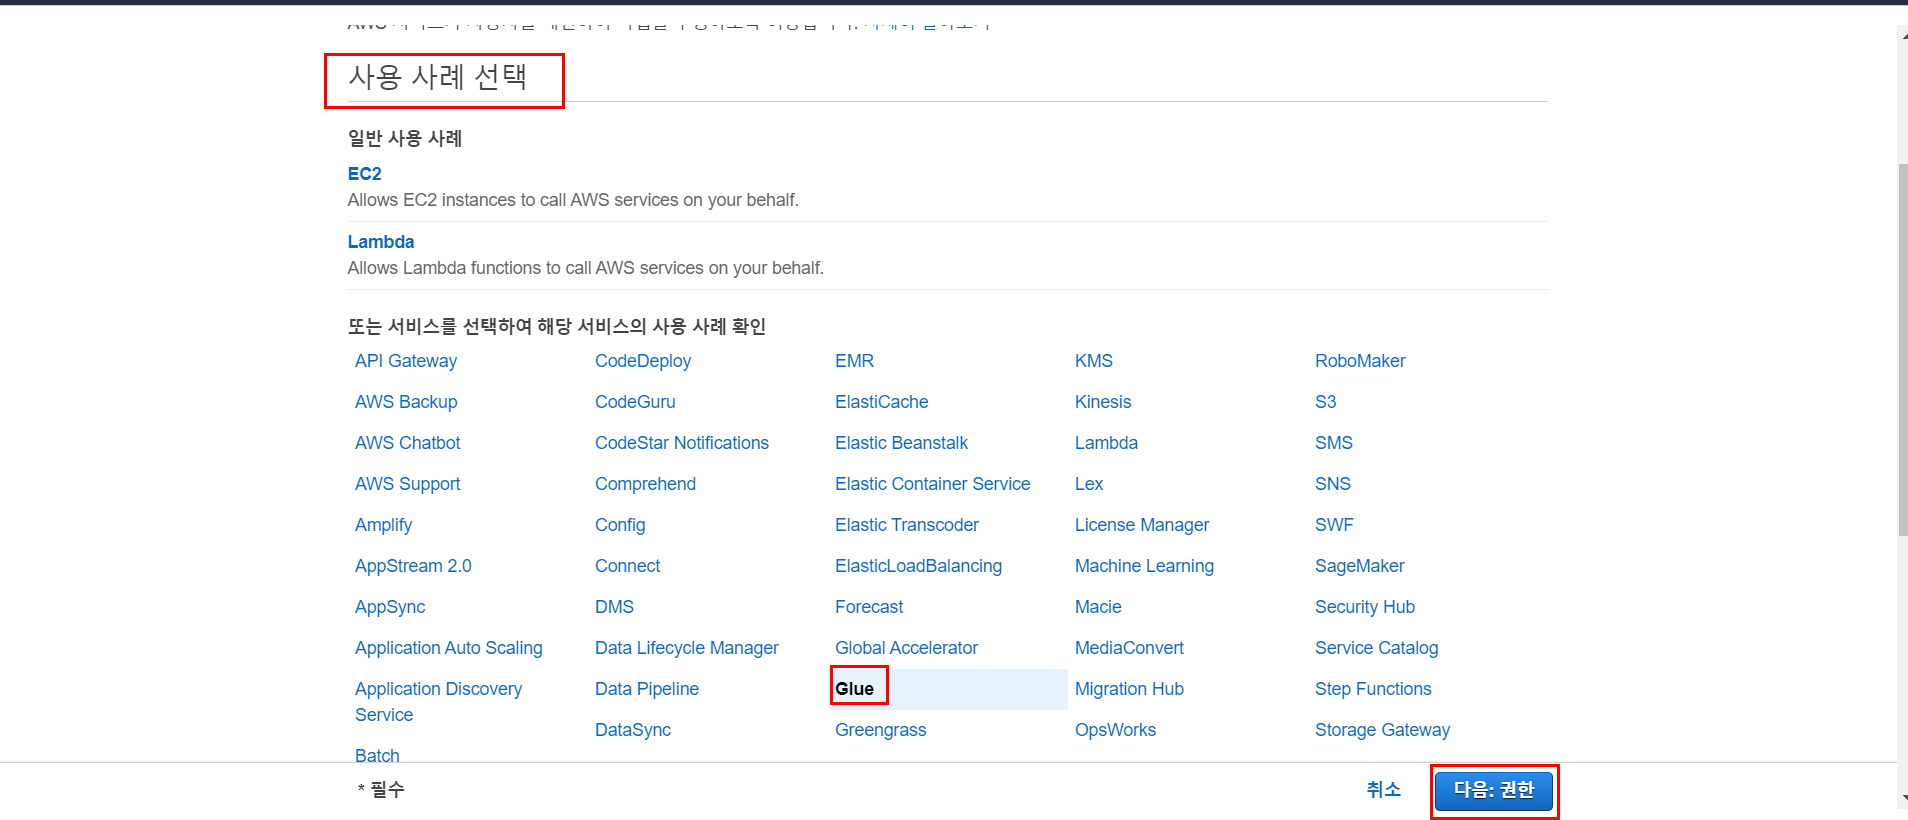 사용 사례 선택
일반 사용 사례
EC2
Allows EC2 instances to call AWS services on your behalf.
Lambda
Allows Lambda functions to call AWS services on your behalf.
또는 서비스를 선택하여 해당 서비스의 사용 사례 확인
API Gateway CodeDeploy EMR KMS RoboMaker
AWS Backup CodeGuru ElastiCache Kinesis S3
AWS Chatbot CodeStar Notifications Elastic Beanstalk Lambda SMS
AWS Support Comprehend Elastic Container Service Lex SNS
Amplify Config Elastic Transcoder License Manager SWF
AppStream 2.0 Connect ElasticLoadBalancing Machine Learning SageMaker
AppSync DMS Forecast Macie Security Hub
Application Auto Scaling Data Lifecycle Manager Global Accelerator MediaConvert Service Catalog
Application Discovery Data Pipeline Glue Migration Hub Step Functions
Service
DataSync Greengrass OpsWorks Storage Gateway
Batch
* 필수 취소 다음: 권한